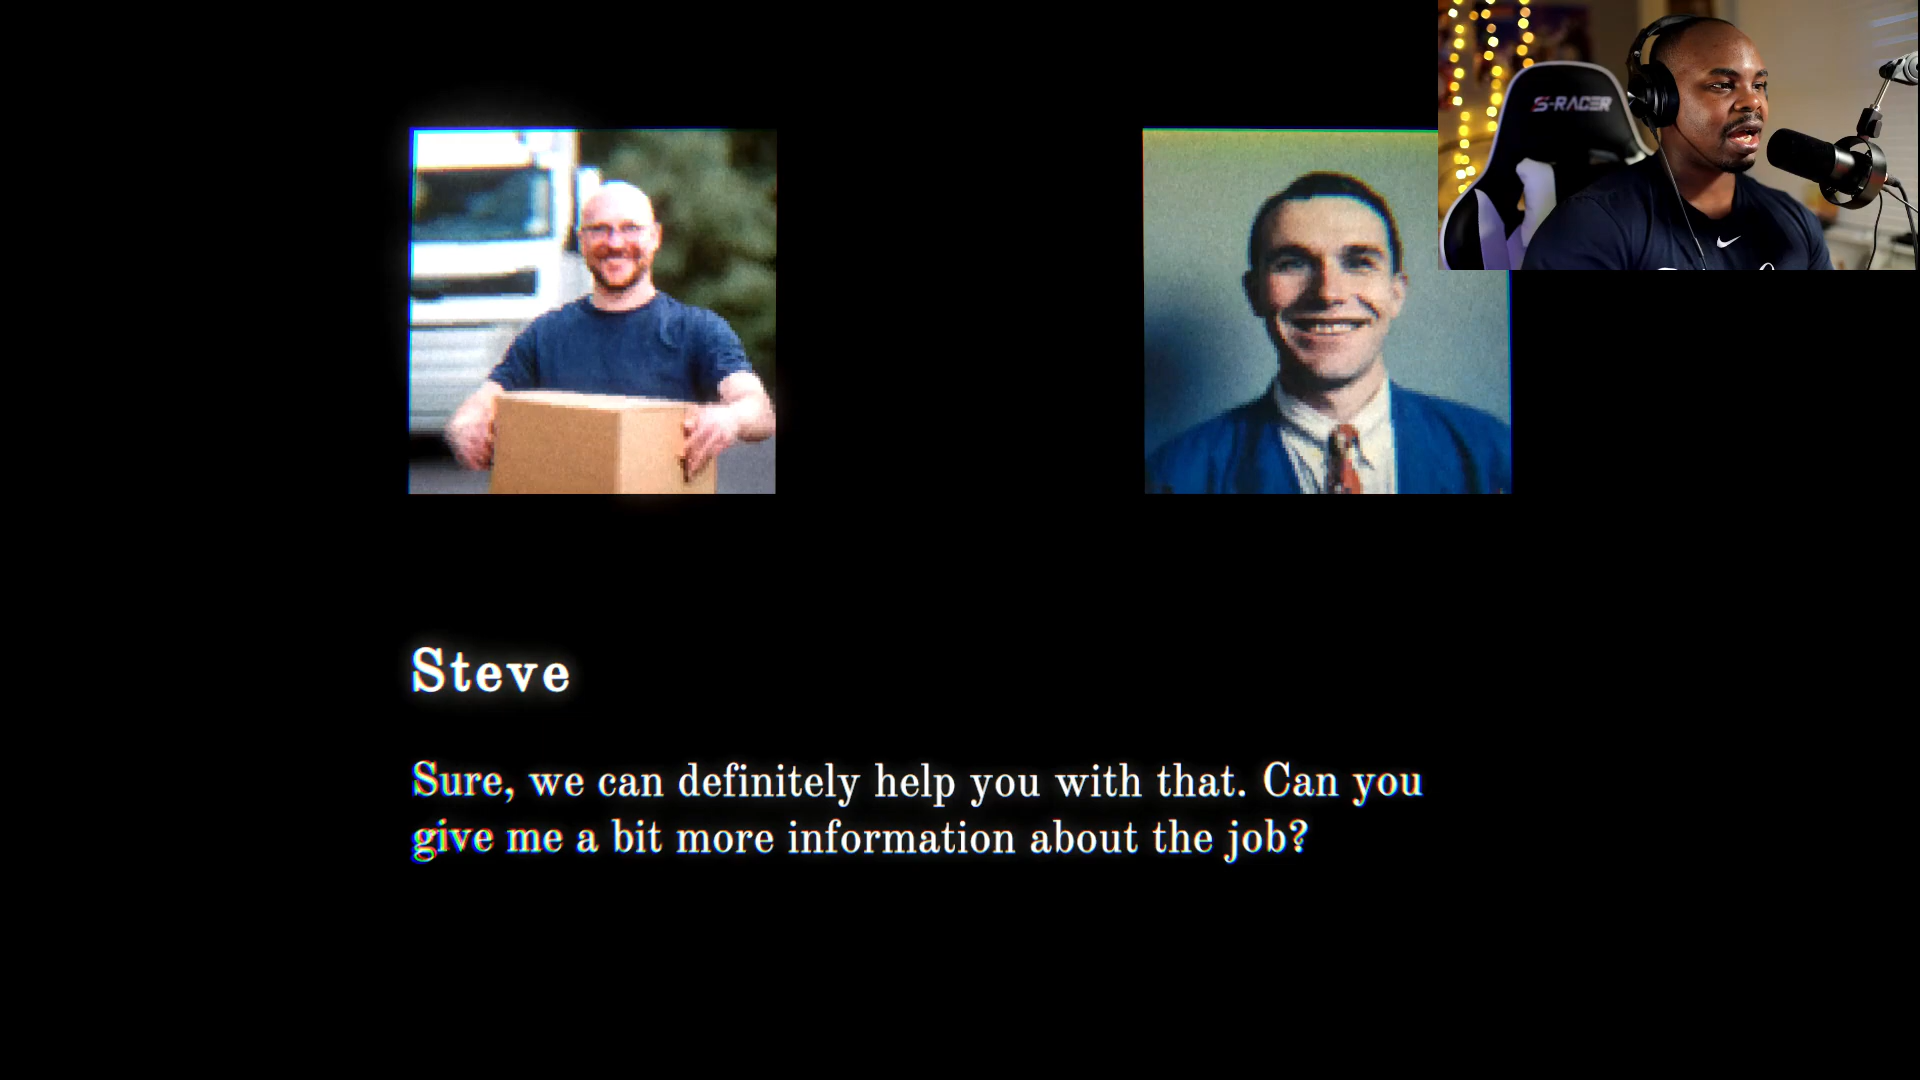 S-RACER
Steve
Sure, we can definitely help you with that. Can you
give me a bit more information about the job?